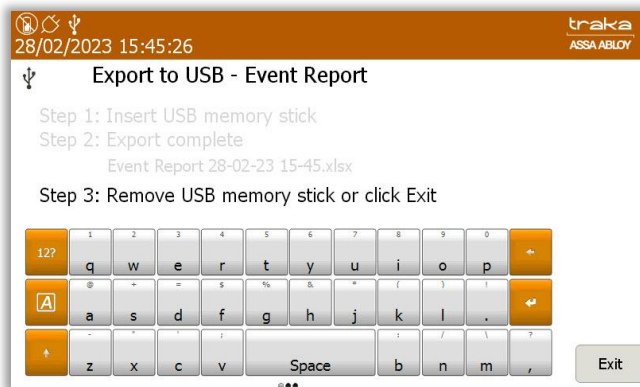 traka
28/02/2023 15:45:26
ASSA ABLOY
Export to USB - Event Report
Step 1: Insert USB memory stick
Step 2: Export complete
Event Report 28-02-23 15-45.xlsx
Step 3: Remove USB memory stick or click Exit
1 2 3 4 5 6 7 8 9 0
12? q w e r t y u i o p
@ + = $ % & * ( ) !
A a s d f g h j k l .
- " ' ; : / \ ?
z x c v Space b n m ,
Exit